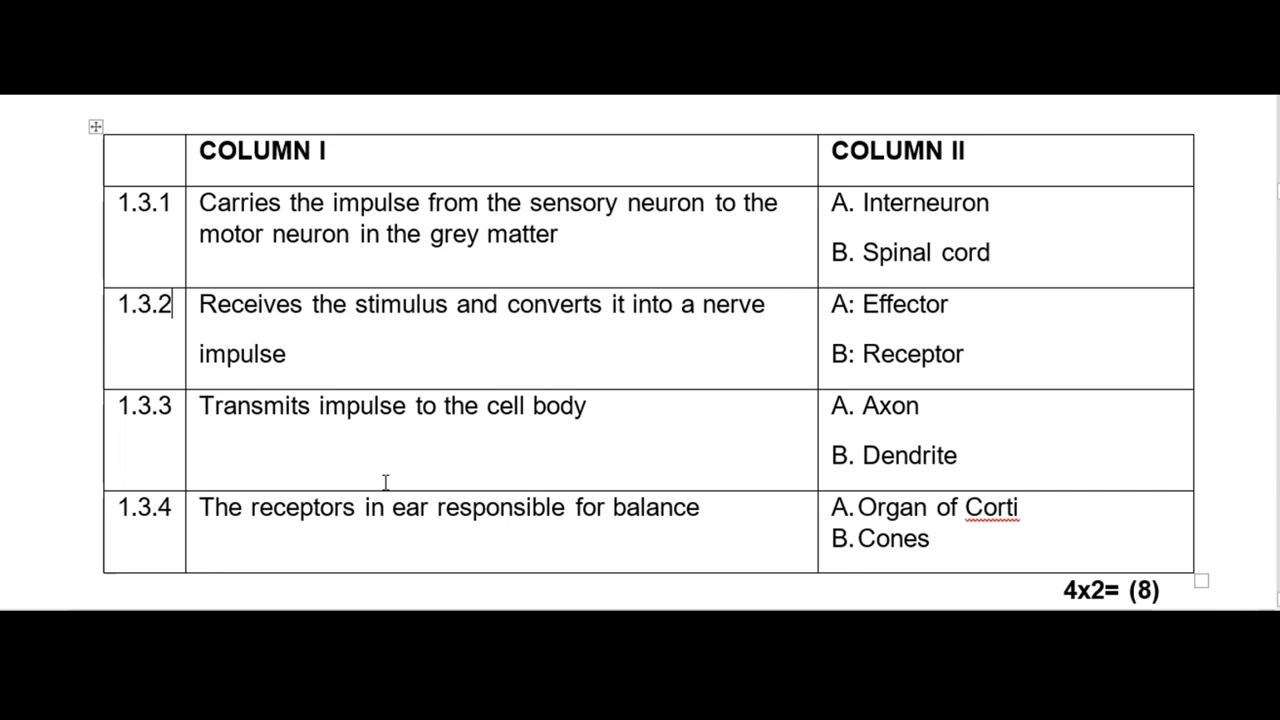 COLUMN I COLUMN II
1.3.1 Carries the impulse from the sensory neuron to the A. Interneuron
motor neuron in the grey matter
B. Spinal cord
1.3.2 Receives the stimulus and converts it into a nerve A: Effector
impulse B: Receptor
1.3.3 Transmits impulse to the cell body A. Axon
B. Dendrite
1.3.4 The receptors in ear responsible for balance A. Organ of Corti
B. Cones
4x2= (8)